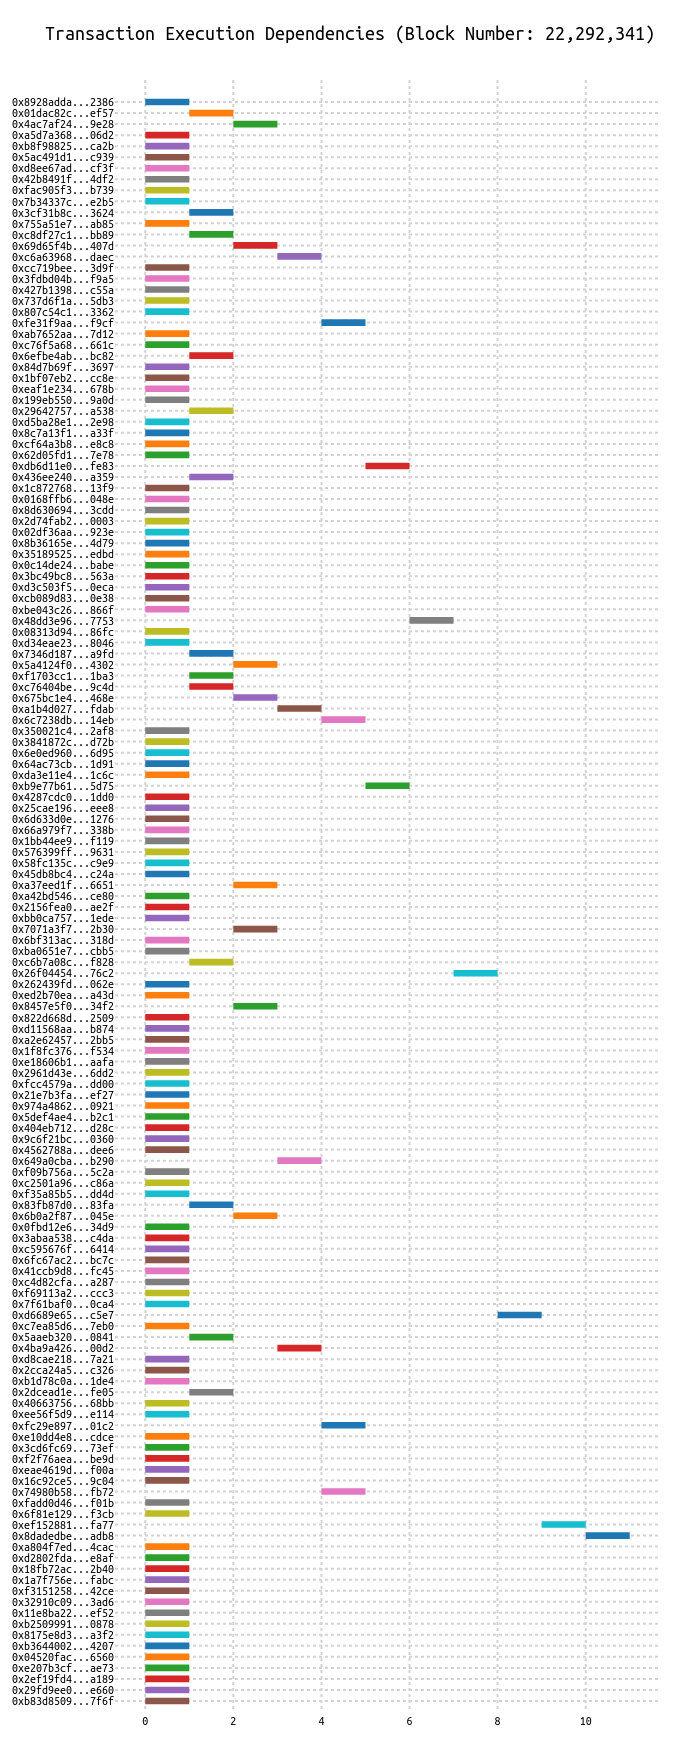 Transaction Execution Dependencies (Block Number: 22,292,341)
0x8928adda...2386
0x01dac82c...ef57
0x4ac7af24...9e28
0xa5d7a368...06d2
0xb8f98825...ca2b
0x5ac491d1...c939
0xd8ee67ad...cf3f
0x42b8491f...4df2
0xfac905f3...b739
0x7b34337c...e2b5
0x3cf31b8c...3624
0x755a51e7...ab85
0xc8df27c1...bb89
0x69d65f4b...407d
0xc6a63968...daec
0xcc719bee...3d9f
0x3fdbd04b...f9a5
0x427b1398...c55a
0x737d6f1a...5db3
0x807c54c1...3362
0xfe31f9aa...f9cf
0xab7652aa...7d12
0xc76f5a68...661c
0x6efbe4ab...bc82
0x84d7b69f...3697
0x1bf07eb2...cc8e
0xeaf1e234...678b
0x199eb550...9a0d
0x29642757...a538
0xd5ba28e1...2e98
0x8c7a13f1...a33f
0xcf64a3b8...e8c8
0x62d05fd1...7e78
0xdb6d11e0...fe83
0x436ee240...a359
0x1c872768...13f9
0x0168ffb6...048e
0x8d630694...3cdd
0x2d74fab2...0003
0x02df36aa...923e
0x8b36165e...4d79
0x35189525...edbd
0x0c14de24...babe
0x3bc49bc8...563a
0xd3c503f5...0eca
0xcb089d83...0e38
0xbe043c26...866f
0x48dd3e96...7753
0x08313d94...86fc
0xd34eae23...8046
0x7346d187...a9fd
0x5a4124f0...4302
0xf1703cc1...1ba3
0xc76404be...9c4d
0x675bc1e4...468e
0xa1b4d027...fdab
0x6c7238db...14eb
0x350021c4...2af8
0x3841872c...d72b
0x6e0ed960...6d95
0x64ac73cb...1d91
0xda3e11e4...1c6c
0xb9e77b61...5d75
0x4287cdc0...1dd0
0x25cae196...eee8
0x6d633d0e...1276
0x66a979f7...338b
0x1bb44ee9...f119
0x576399ff...9631
0x58fc135c...c9e9
0x45db8bc4...c24a
0xa37eed1f...6651
0xa42bd546...ce80
0x2156fea0...ae2f
0xbb0ca757...1ede
0x7071a3f7...2b30
0x6bf313ac...318d
0xba0651e7...cbb5
0xc6b7a08c...f828
0x26f04454...76c2
0x262439fd...062e
0xed2b70ea...a43d
0x8457e5f0...34f2
0x822d668d...2509
0xd11568aa...b874
0xa2e62457...2bb5
0x1f8fc376...f534
0xe18606b1...aafa
0x2961d43e...6dd2
0xfcc4579a...dd00
0x21e7b3fa...ef27
0x974a4862...0921
0x5def4ae4...b2c1
0x404eb712...d28c
0x9c6f21bc...0360
0x4562788a...dee6
0x649a0cba...b290
0xf09b756a...5c2a
0xc2501a96...c86a
0xf35a85b5...dd4d
0x83fb87d0...83fa
0x6b0a2f87...045e
0x0fbd12e6...34d9
0x3abaa538...c4da
0xc595676f...6414
0x6fc67ac2...bc7c
0x41ccb9d8...fc45
0xc4d82cfa...a287
0xf69113a2...ccc3
0x7f61baf0...0ca4
0xd6689e65...c5e7
0xc7ea85d6...7eb0
0x5aaeb320...0841
0x4ba9a426...00d2
0xd8cae218...7a21
0x2cca24a5...c326
0xb1d78c0a...1de4
0x2dcead1e...fe05
0x40663756...68bb
0xee56f5d9...e114
0xfc29e897...01c2
0xe10dd4e8...cdce
0x3cd6fc69...73ef
0xf2f76aea...be9d
0xeae4619d...f00a
0x16c92ce5...9c04
0x74980b58...fb72
0xfadd0d46...f01b
0x6f81e129...f3cb
0xef152881...fa77
0x8dadedbe...adb8
0xa804f7ed...4cac
0xd2802fda...e8af
0x18fb72ac...2b40
0x1a7f756e...fabc
0xf3151258...42ce
0x32910c09...3ad6
0x11e8ba22...ef52
0xb2509991...0878
0x8175e8d3...a3f2
0xb3644002...4207
0x04520fac...6560
0xe207b3cf...ae73
0x2ef19fd4...a189
0x29fd9ee0...e660
0xb83d8509...7f6f
0 2 4 6 8 10